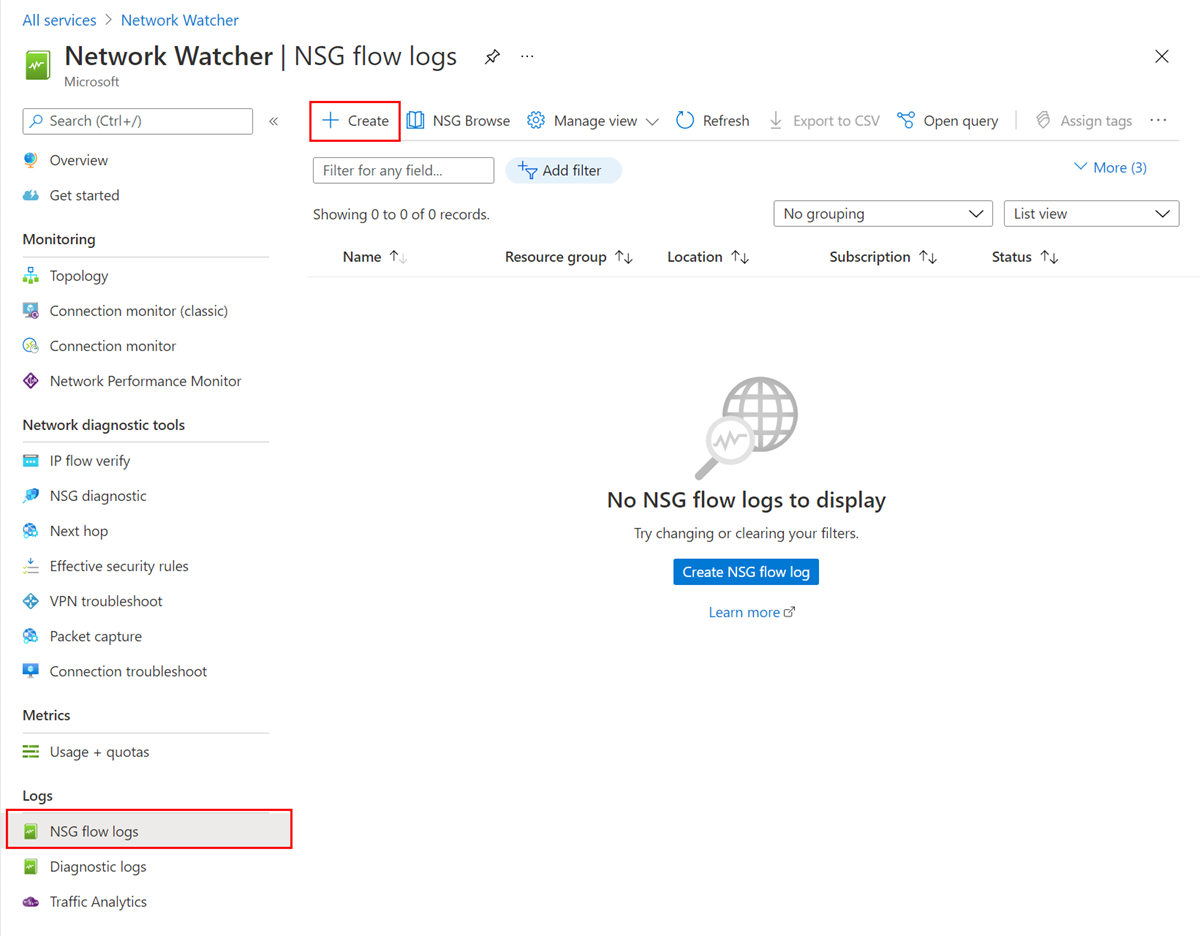 All services > Network Watcher
Network Watcher | NSG flow logs ...
Microsoft
Search (Ctrl+/) «
Overview
Get started
Monitoring
Topology
Connection monitor (classic)
Connection monitor
Network Performance Monitor
Network diagnostic tools
IP flow verify
NSG diagnostic
Next hop
Effective security rules
VPN troubleshoot
Packet capture
Connection troubleshoot
Metrics
Usage + quotas
Logs
NSG flow logs
Diagnostic logs
Traffic Analytics
+ Create NSG Browse Manage view Refresh Export to CSV Open query | Assign tags ...
Filter for any field... Add filter More (3)
Showing 0 to 0 of 0 records. No grouping List view
Name ↑↓ Resource group ↑↓ Location ↑↓ Subscription ↑↓ Status ↑↓
No NSG flow logs to display
Try changing or clearing your filters.
Create NSG flow log
Learn more